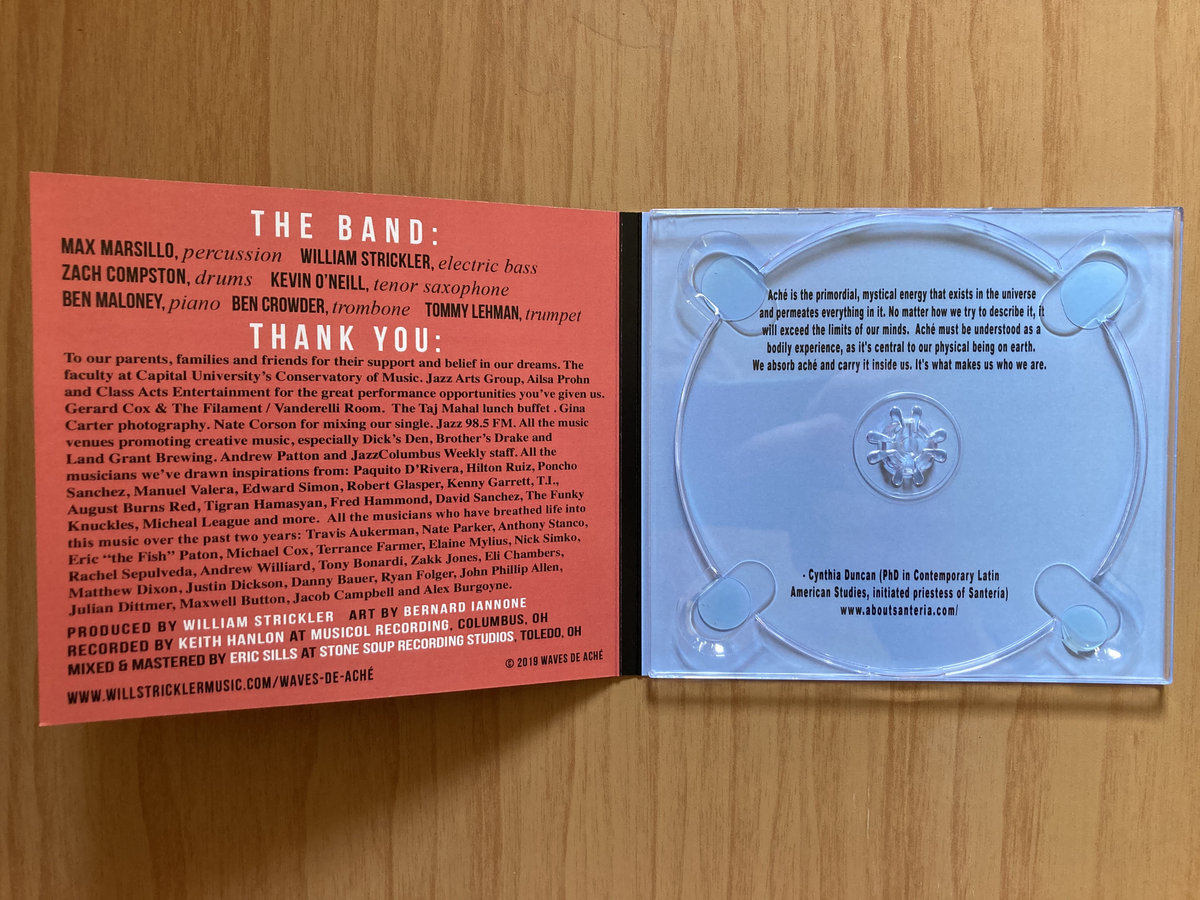 THE BAND:
MAX MARSILLO, percussion WILLIAM STRICKLER, electric bass
ZACH COMPSTON, drums KEVIN O'NEILL, tenor saxophone
BEN MALONEY, piano BEN CROWDER, trombone TOMMY LEHMAN, trumpet
THANK YOU:
To our parents, families and friends for their support and belief in our dreams. The
faculty at Capital University's Conservatory of Music. Jazz Arts Group, Ailsa Prohn
and Class Acts Entertainment for the great performance opportunities you've given us.
Gerard Cox & The Filament / Vanderelli Room. The Taj Mahal lunch buffet . Gina
Carter photography. Nate Corson for mixing our single. Jazz 98.5 FM. All the music
venues promoting creative music, especially Dick's Den, Brother's Drake and
Land Grant Brewing. Andrew Patton and JazzColumbus Weekly staff. All the
musicians we've drawn inspirations from: Paquito D'Rivera, Hilton Ruiz, Poncho
Sanchez, Manuel Valera, Edward Simon, Robert Glasper, Kenny Garrett, T.I.,
August Burns Red, Tigran Hamasyan, Fred Hammond, David Sanchez, The Funky
Knuckles, Micheal League and more. All the musicians who have breathed life into
this music over the past two years: Travis Aukerman, Nate Parker, Anthony Stanco,
Eric "the Fish" Paton, Michael Cox, Terrance Farmer, Elaine Mylius, Nick Simko,
Rachel Sepulveda, Andrew Williard, Tony Bonardi, Zakk Jones, Eli Chambers,
Matthew Dixon, Justin Dickson, Danny Bauer, Ryan Folger, John Phillip Allen,
Julian Dittmer, Maxwell Button, Jacob Campbell and Alex Burgoyne.
PRODUCED BY WILLIAM STRICKLER ART BY BERNARD IANNONE
RECORDED BY KEITH HANLON AT MUSICOL RECORDING, COLUMBUS, OH
MIXED & MASTERED BY ERIC SILLS AT STONE SOUP RECORDING STUDIOS, TOLEDO, OH
© 2019 WAVES DE ACHÉ
WWW.WILLSTRICKLERMUSIC.COM/WAVES-DE-ACHÉ
Aché is the primordial, mystical energy that exists in the universe
and permeates everything in it. No matter how we try to describe it, it
will exceed the limits of our minds. Aché must be understood as a
bodily experience, as it's central to our physical being on earth.
We absorb aché and carry it inside us. It's what makes us who we are.
- Cynthia Duncan (PhD in Contemporary Latin
American Studies, initiated priestess of Santería)
www.aboutsanteria.com/